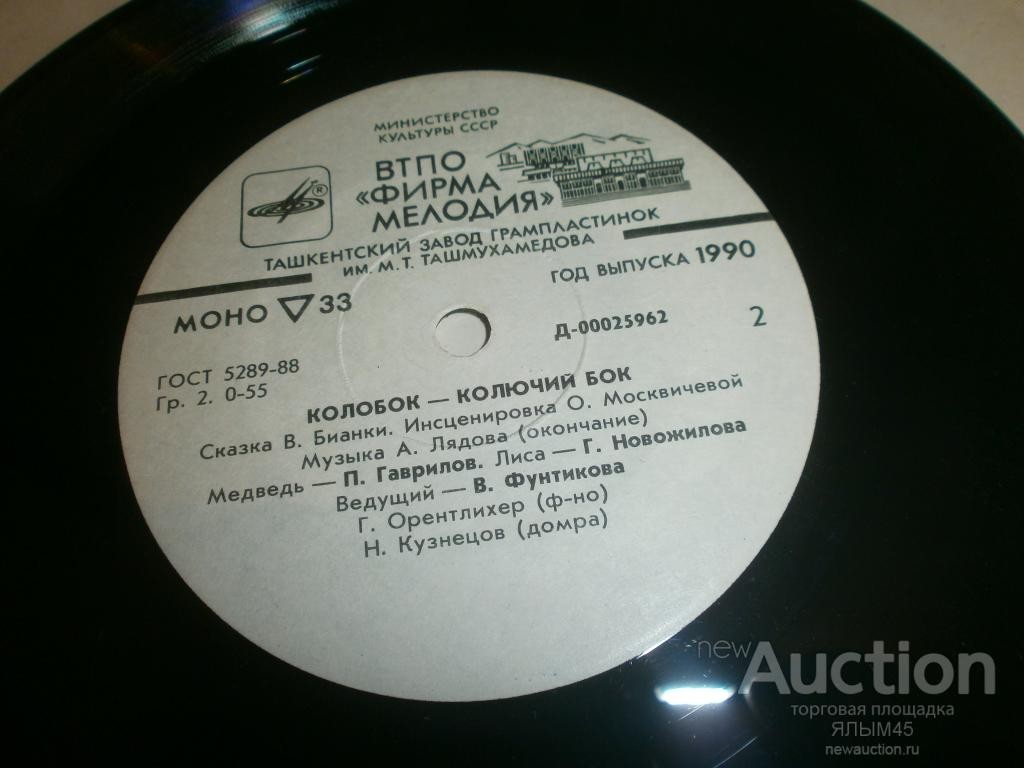 МИНИСТЕРСТВО
КУЛЬТУРЫ СССР
ВТПО
«ФИРМА
МЕЛОДИЯ»
®
ТАШКЕНТСКИЙ ЗАВОД ГРАМПЛАСТИНОК
ИМ. М. Т. ТАШМУХАМЕДОВА
МОНО 33
ГОД ВЫПУСКА 1990
Д-00025962 2
ГОСТ 5289-88
Гр. 2. 0-55
КОЛОБОК — КОЛЮЧИЙ БОК
Сказка В. Бианки. Инсценировка О. Москвичевой
Музыка А. Лядова (окончание)
Медведь — П. Гаврилов. Лиса — Г. Новожилова
Ведущий — В. Фунтикова
Г. Орентлихер (ф-но)
Н. Кузнецов (домра)
newAuction
торговая площадка
ЯЛЫМ45
newauction.ru